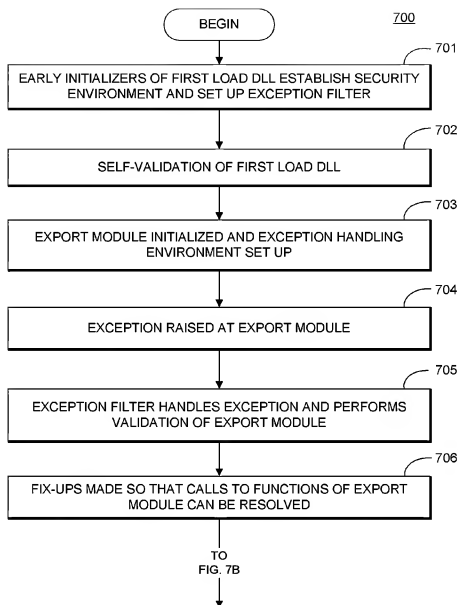 BEGIN
700
701
EARLY INITIALIZERS OF FIRST LOAD DLL ESTABLISH SECURITY
ENVIRONMENT AND SET UP EXCEPTION FILTER
702
SELF-VALIDATION OF FIRST LOAD DLL
703
EXPORT MODULE INITIALIZED AND EXCEPTION HANDLING
ENVIRONMENT SET UP
704
EXCEPTION RAISED AT EXPORT MODULE
705
EXCEPTION FILTER HANDLES EXCEPTION AND PERFORMS
VALIDATION OF EXPORT MODULE
706
FIX-UPS MADE SO THAT CALLS TO FUNCTIONS OF EXPORT
MODULE CAN BE RESOLVED
TO
FIG. 7B